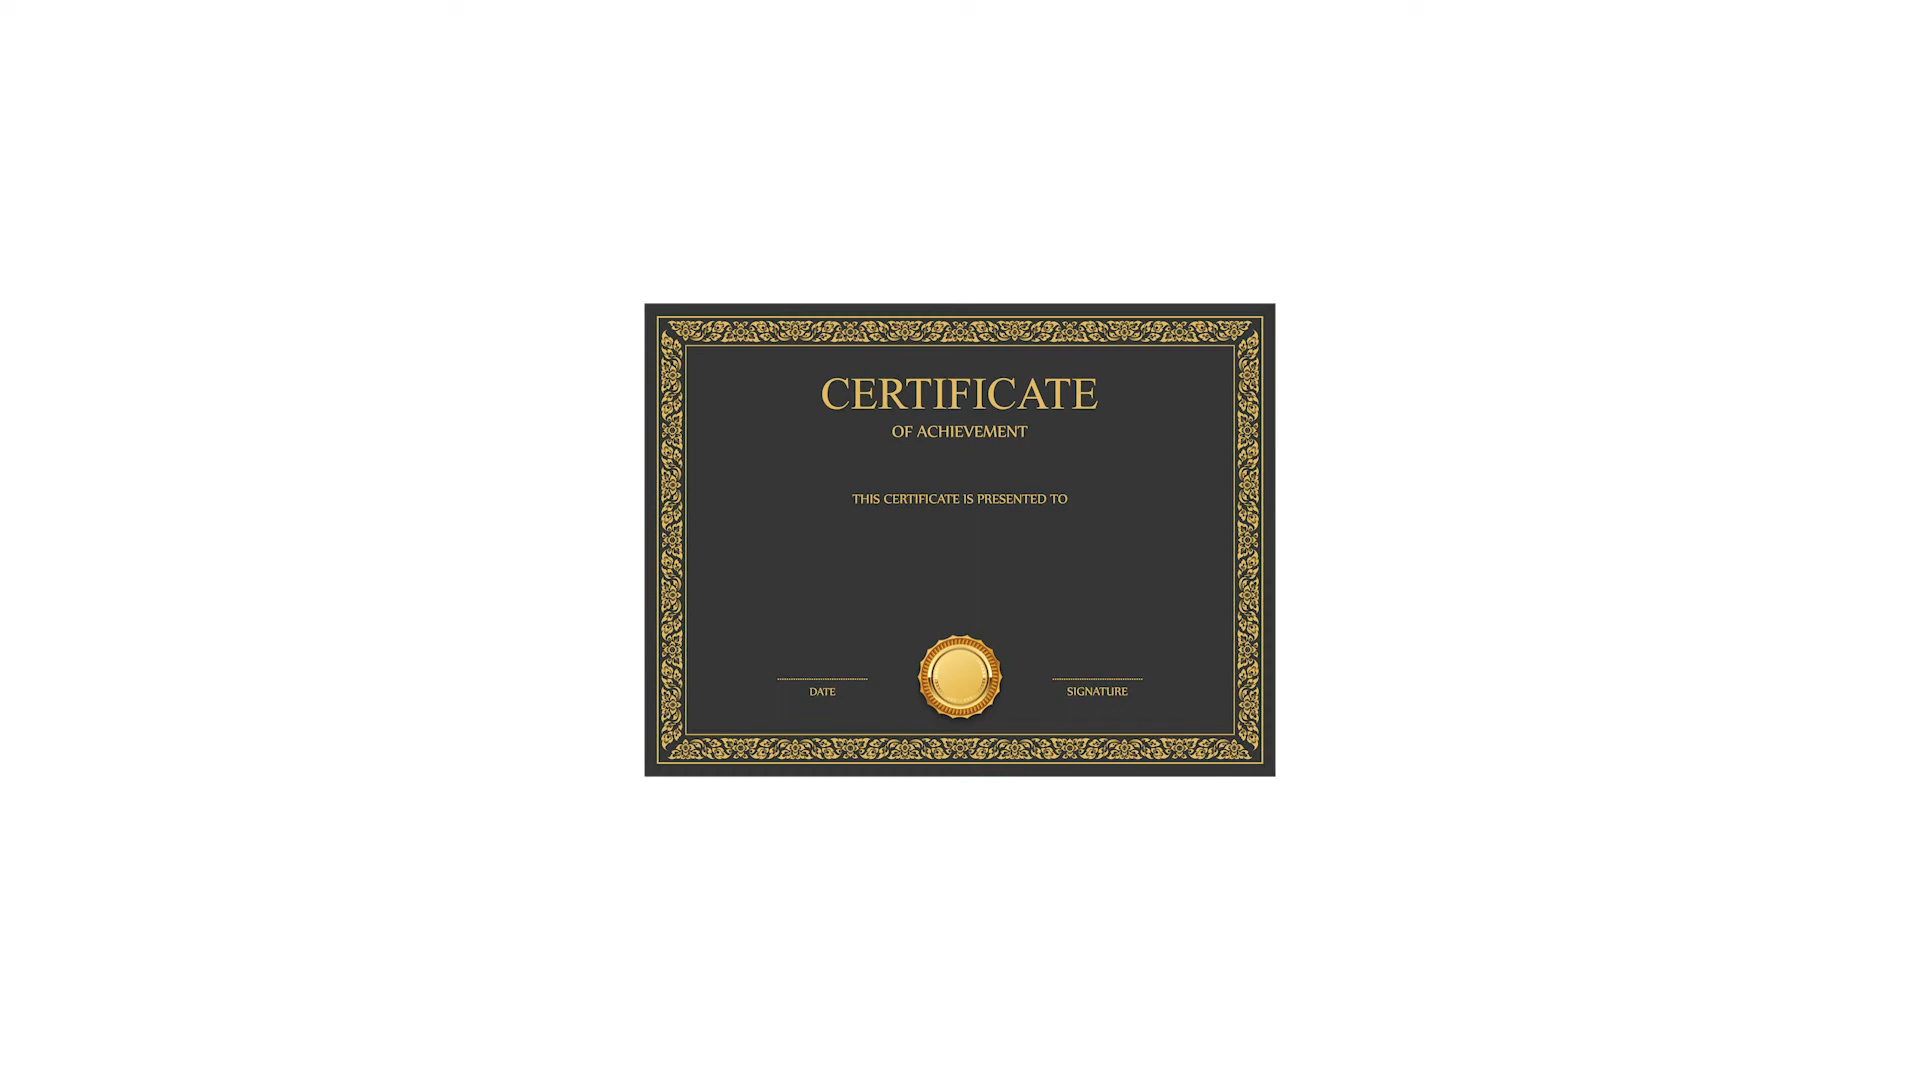 CERTIFICATE
OF ACHIEVEMENT
THIS CERTIFICATE IS PRESENTED TO
DATE
SIGNATURE